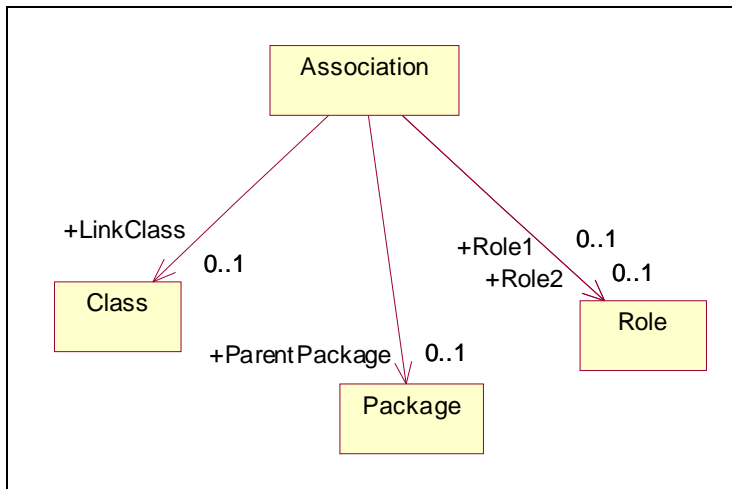 Association
+LinkClass
0..1
+Role1
0..1
+Role2
0..1
Class
Role
+ParentPackage
0..1
Package